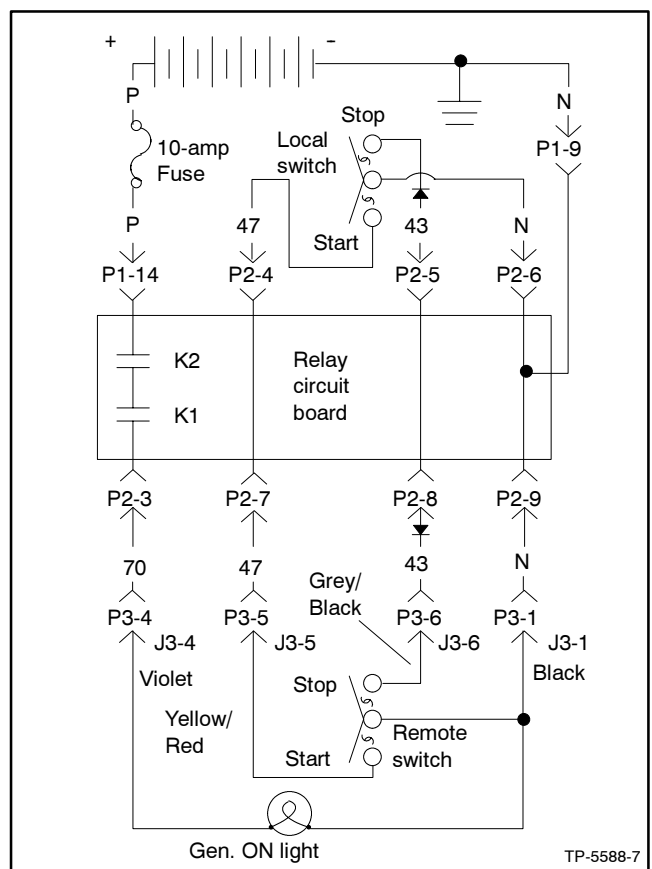 +
-
P
N
10-amp
Fuse
Local
switch
Stop
Start
P1-9
P
47
43
N
P1-14
P2-4
P2-5
P2-6
K2
K1
Relay
circuit
board
P2-3
P2-7
P2-8
P2-9
70
47
43
N
Grey/
Black
P3-4
J3-4
P3-5
J3-5
P3-6
J3-6
P3-1
J3-1
Violet
Black
Yellow/
Red
Stop
Start
Remote
switch
Gen. ON light
TP-5588-7